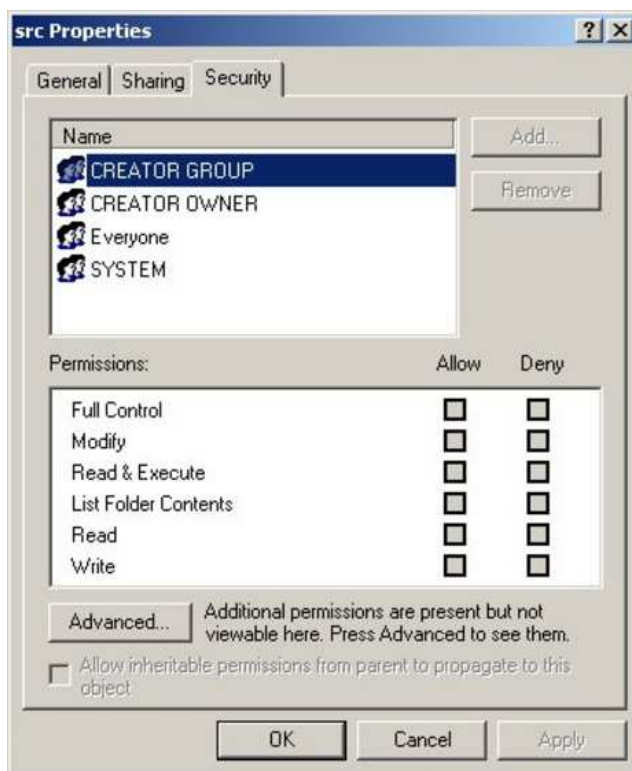 src Properties
General Sharing Security
Name
Add...
CREATOR GROUP
Remove
CREATOR OWNER
Everyone
SYSTEM
Permissions: Allow Deny
Full Control
Modify
Read & Execute
List Folder Contents
Read
Write
Advanced... Additional permissions are present but not
viewable here. Press Advanced to see them.
Allow inheritable permissions from parent to propagate to this
object
OK Cancel Apply